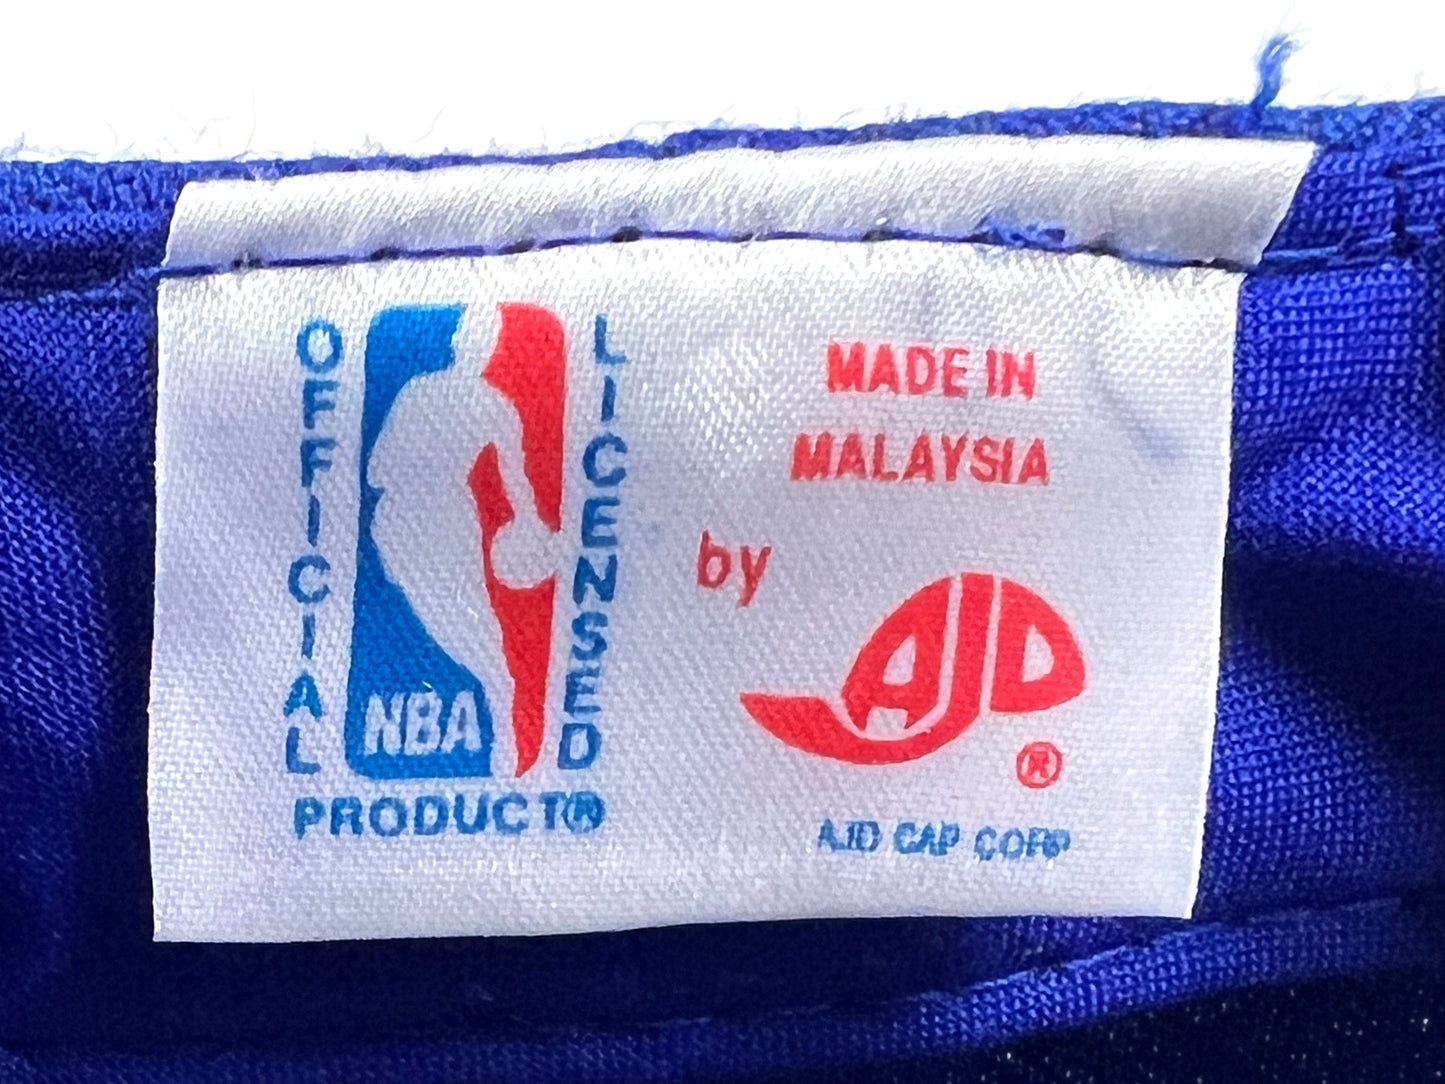 OFFICIAL
NBA
LICENSED
PRODUCT®
MADE IN
MALAYSIA
by
AJD
®
AJD CAP CORP